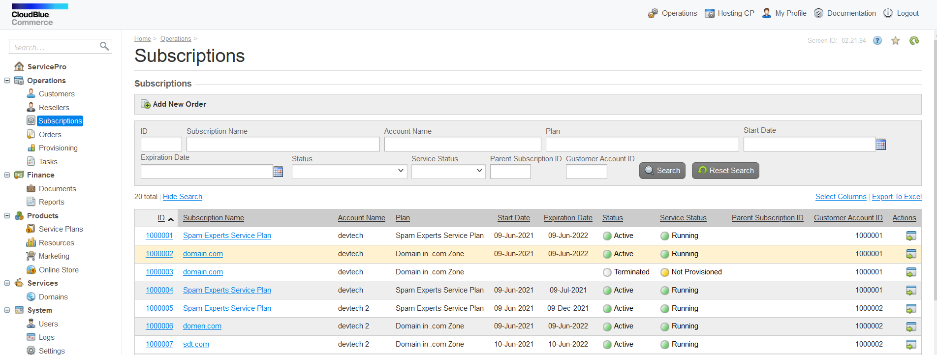 CloudBlue
Commerce
Operations Hosting CP My Profile Documentation Logout
Search...
ServicePro
Operations
Customers
Resellers
Subscriptions
Orders
Provisioning
Tasks
Finance
Documents
Reports
Products
Service Plans
Resources
Marketing
Online Store
Services
Domains
System
Users
Logs
Settings
Home » Operations »
Screen ID: 02.21.94
Subscriptions
Subscriptions
Add New Order
ID Subscription Name Account Name Plan Start Date
Expiration Date Status Service Status Parent Subscription ID Customer Account ID
Search Reset Search
20 total | Hide Search Select Columns | Export To Excel
ID Subscription Name Account Name Plan Start Date Expiration Date Status Service Status Parent Subscription ID Customer Account ID Actions
1000001 Spam Experts Service Plan devtech Spam Experts Service Plan 09-Jun-2021 09-Jun-2022 Active Running 1000001
1000002 domain.com devtech Domain in .com Zone 09-Jun-2021 09-Jun-2022 Active Running 1000001
1000003 domain.com devtech Domain in .com Zone Terminated Not Provisioned 1000001
1000004 Spam Experts Service Plan devtech Spam Experts Service Plan 09-Jun-2021 09-Jul-2021 Active Running 1000001
1000005 Spam Experts Service Plan devtech 2 Spam Experts Service Plan 09 Jun 2021 09-Dec-2021 Active Running 1000002
1000006 domen.com devtech 2 Domain in .com Zone 09-Jun-2021 09-Jun-2022 Active Running 1000002
1000007 sdt.com devtech 2 Domain in .com Zone 10-Jun-2021 10-Jun-2022 Active Running 1000002